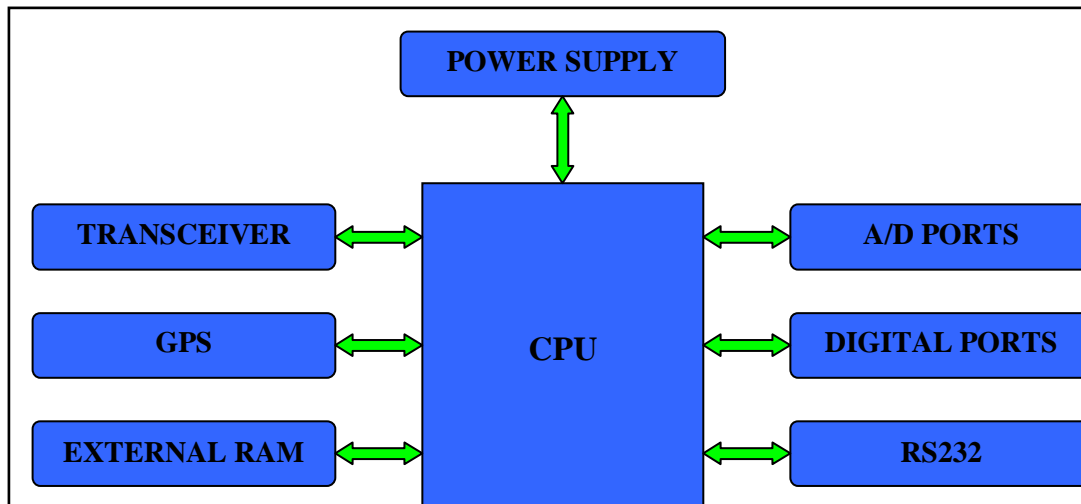 POWER SUPPLY
TRANSCEIVER
A/D PORTS
GPS
CPU
DIGITAL PORTS
EXTERNAL RAM
RS232